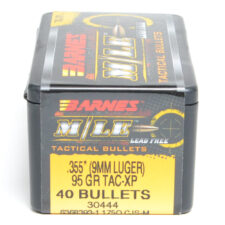 BARNES
M/LE
LEAD FREE
TACTICAL BULLETS
.355" (9MM LUGER)
95 GR TAC-XP
40 BULLETS
30444